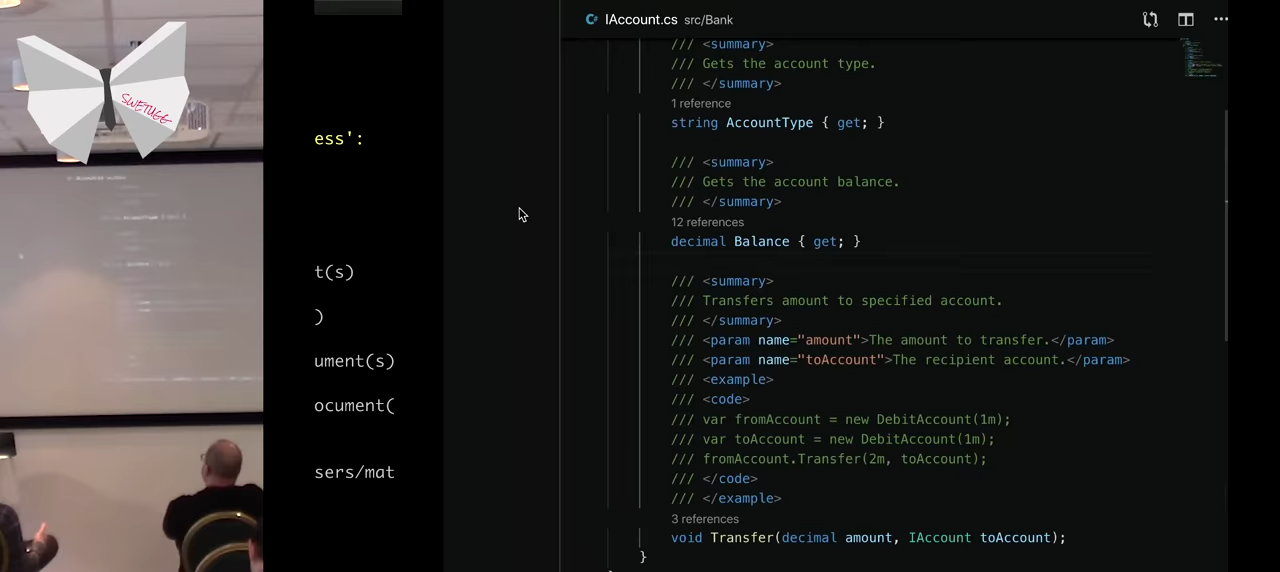 SWETUGG
ess':
t(s)
)
ument(s)
ocument(
sers/mat
IAccount.cs src/Bank
/// <summary>
/// Gets the account type.
/// </summary>
1 reference
string AccountType { get; }
/// <summary>
/// Gets the account balance.
/// </summary>
12 references
decimal Balance { get; }
/// <summary>
/// Transfers amount to specified account.
/// </summary>
/// <param name="amount">The amount to transfer.</param>
/// <param name="toAccount">The recipient account.</param>
/// <example>
/// <code>
/// var fromAccount = new DebitAccount(1m);
/// var toAccount = new DebitAccount(1m);
/// fromAccount.Transfer(2m, toAccount);
/// </code>
/// </example>
3 references
void Transfer(decimal amount, IAccount toAccount);
}